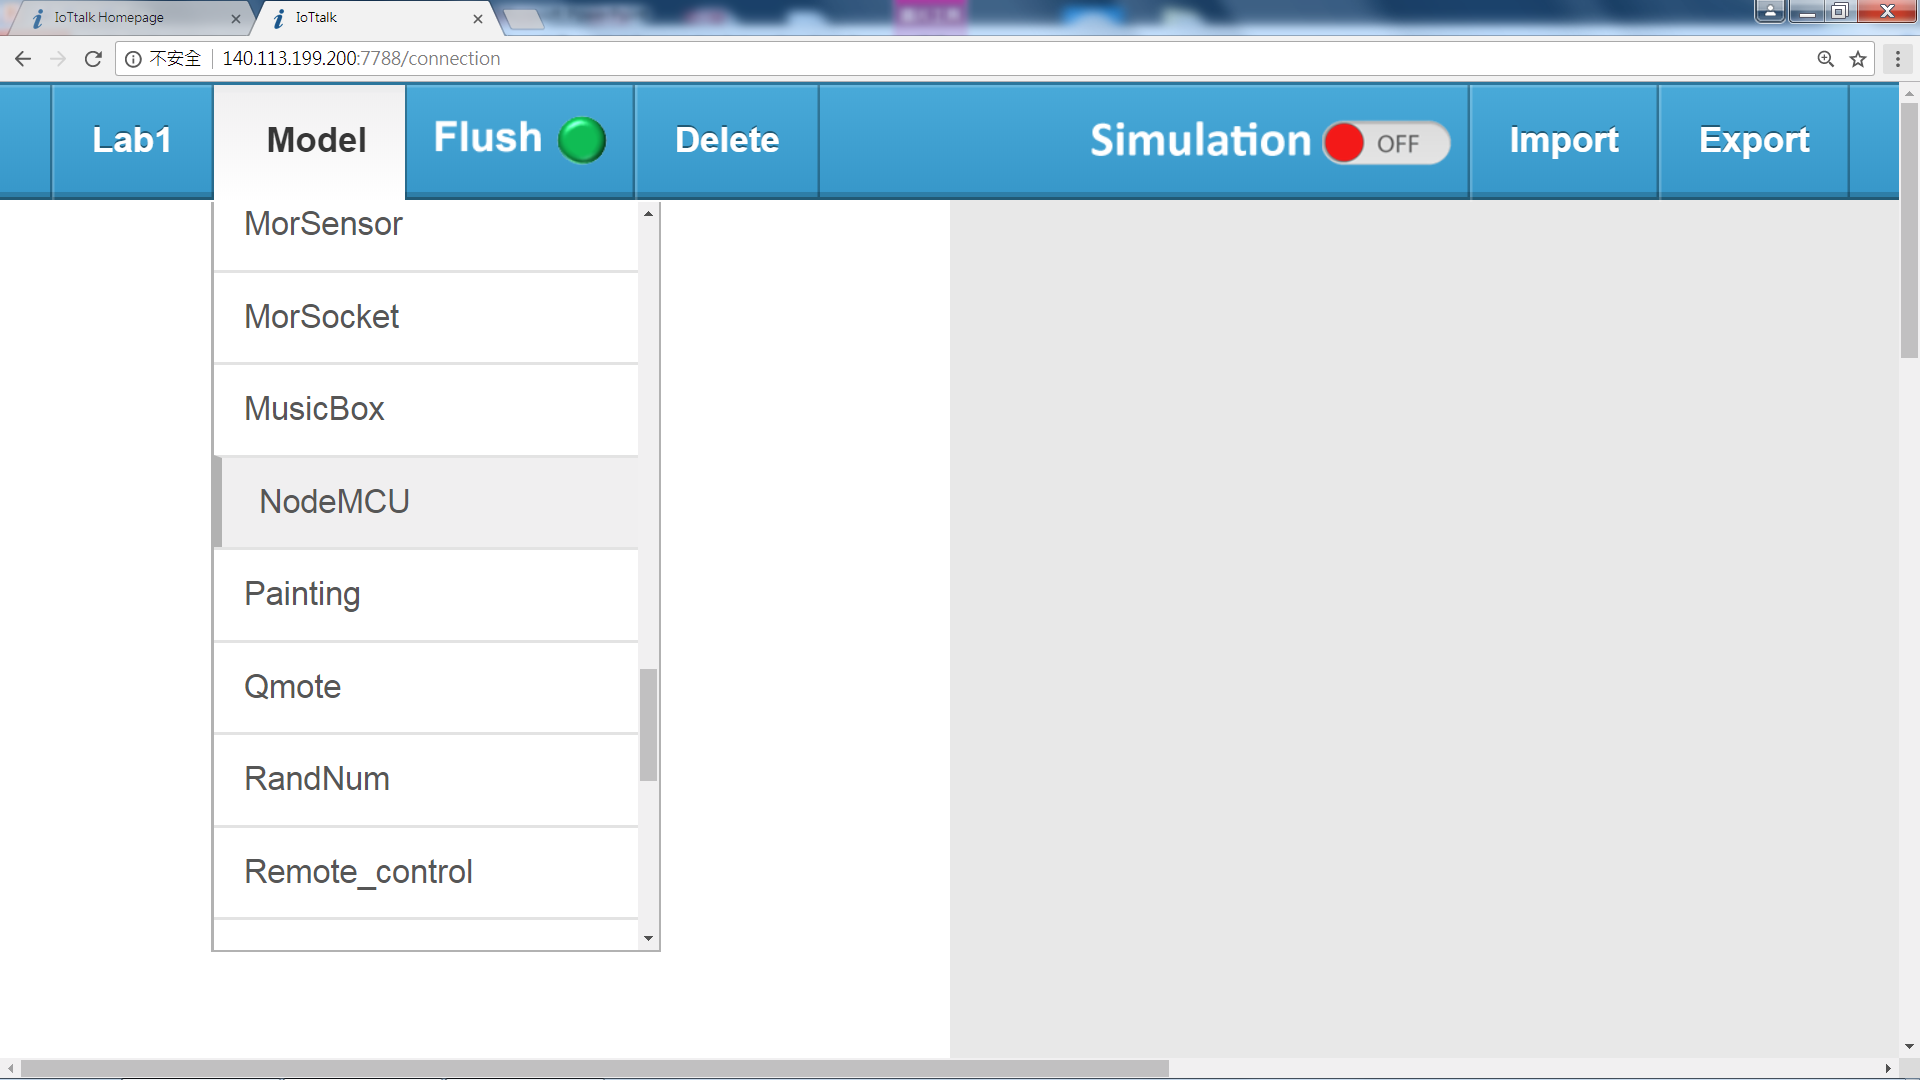 IoTtalk Homepage
IoTtalk
不安全
140.113.199.200:7788/connection
Lab1
Model
Flush
Delete
Simulation
OFF
Import
Export
MorSensor
MorSocket
MusicBox
NodeMCU
Painting
Qmote
RandNum
Remote_control